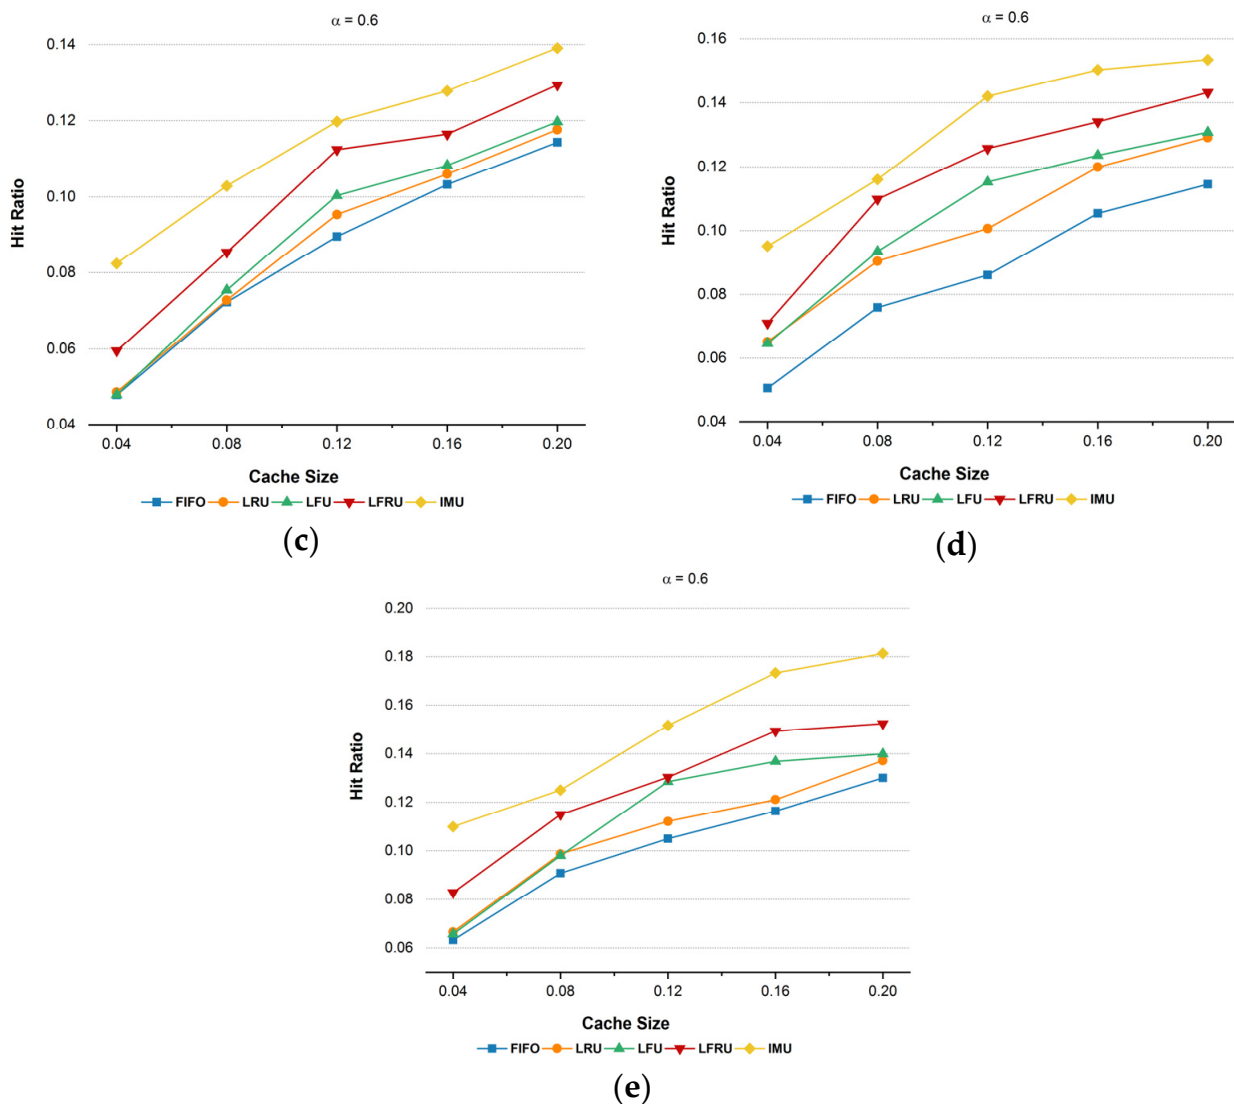 α = 0.6
0.14
0.12
0.10
0.08
0.06
0.04
Hit Ratio
0.04 0.08 0.12 0.16 0.20
Cache Size
FIFO LRU LFU LFRU IMU
(c)
α = 0.6
0.16
0.14
0.12
0.10
0.08
0.06
0.04
Hit Ratio
0.04 0.08 0.12 0.16 0.20
Cache Size
FIFO LRU LFU LFRU IMU
(d)
α = 0.6
0.20
0.18
0.16
0.14
0.12
0.10
0.08
0.06
Hit Ratio
0.04 0.08 0.12 0.16 0.20
Cache Size
FIFO LRU LFU LFRU IMU
(e)